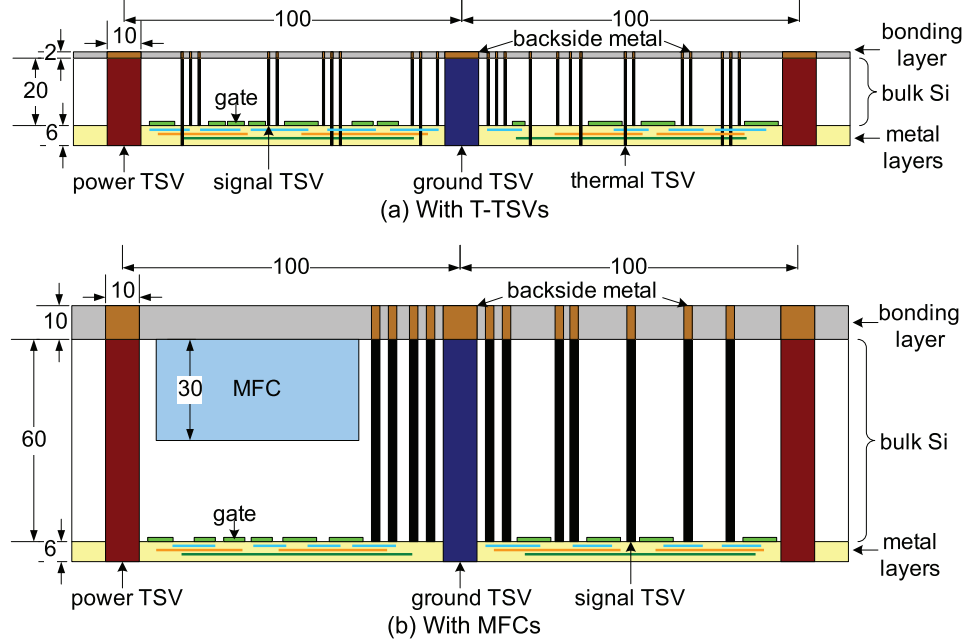 100
100
10
backside metal
bonding
layer
2
20
gate
bulk Si
6
metal
layers
power TSV
signal TSV
ground TSV
thermal TSV
(a) With T-TSVs
100
100
10
backside metal
10
bonding
layer
30
MFC
60
bulk Si
gate
6
metal
layers
power TSV
ground TSV
signal TSV
(b) With MFCs